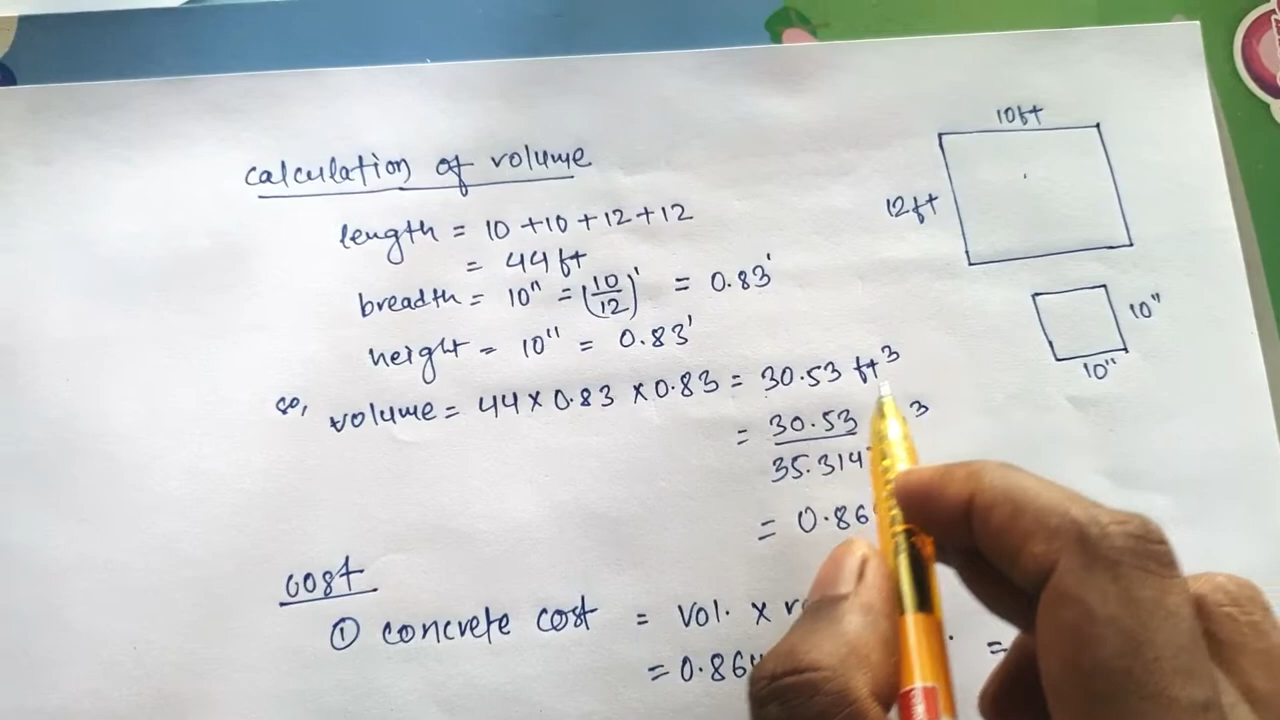 calculation of volume
length = 10 + 10 + 12 + 12
= 44 ft
breadth = 10" = (10/12)' = 0.83'
height = 10" = 0.83'
so, volume = 44 x 0.83 x 0.83 = 30.53 ft³
= 30.53 / 35.314
= 0.86
cost
① concrete cost = vol. x
= 0.864
10ft
12ft
10"
10"